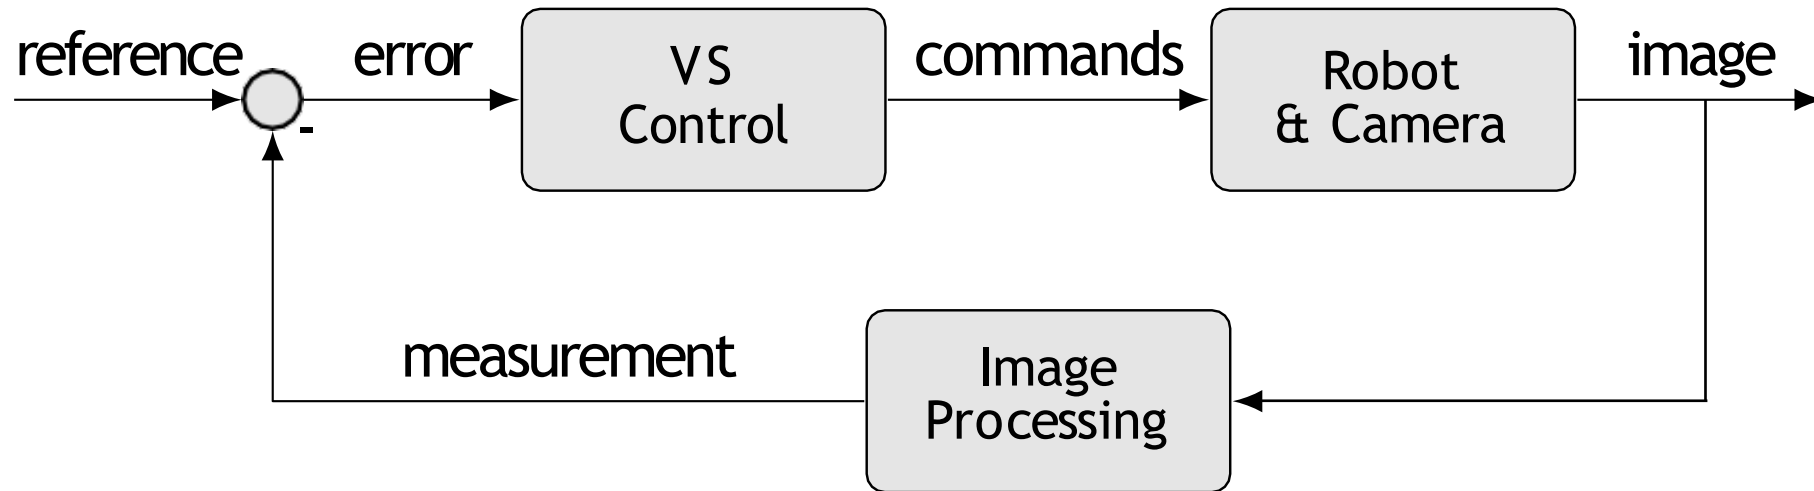 reference
error
VS
Control
commands
Robot
& Camera
image
-
measurement
Image
Processing